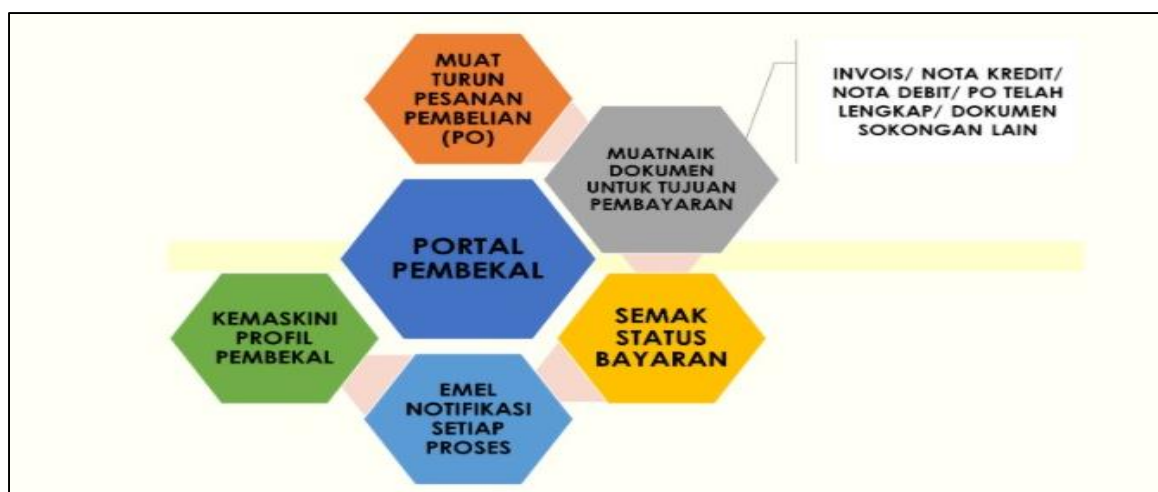 MUAT
TURUN
PESANAN
PEMBELIAN
(PO)
INVOIS/ NOTA KREDIT/
NOTA DEBIT/ PO TELAH
LENGKAP/ DOKUMEN
SOKONGAN LAIN
MUATNAIK
DOKUMEN
UNTUK TUJUAN
PEMBAYARAN
PORTAL
PEMBEKAL
SEMAK
STATUS
BAYARAN
EMEL
NOTIFIKASI
SETIAP
PROSES
KEMASKINI
PROFIL
PEMBEKAL